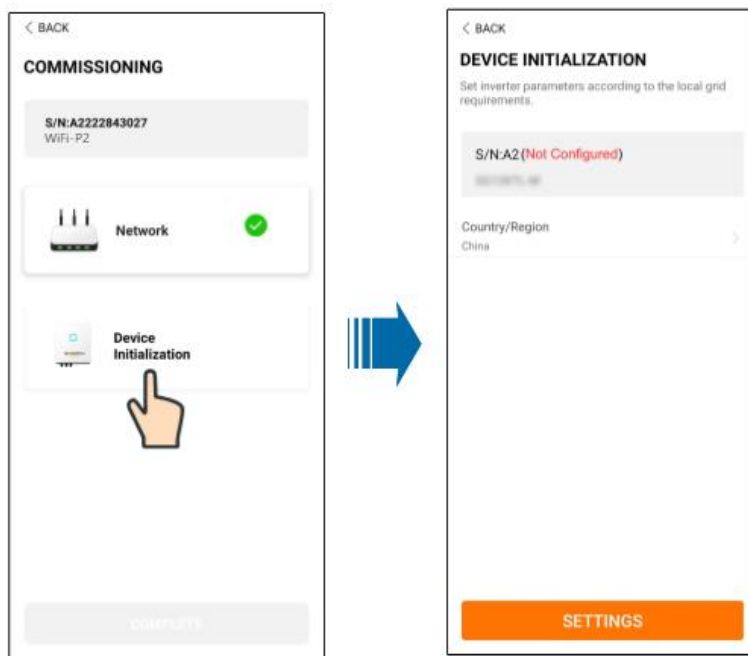 < BACK
COMMISSIONING
S/N:A2222843027
WiFi-P2
Network
Device
Initialization
COMPLETE
< BACK
DEVICE INITIALIZATION
Set inverter parameters according to the local grid
requirements.
S/N:A2(Not Configured)
Country/Region
China
SETTINGS